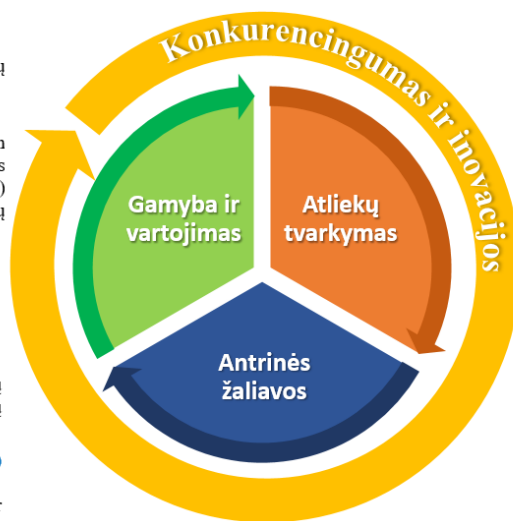 Konkurencingumas ir inovacijos
Gamyba ir
vartojimas
Atliekų
tvarkymas
Antrinės
žaliavos